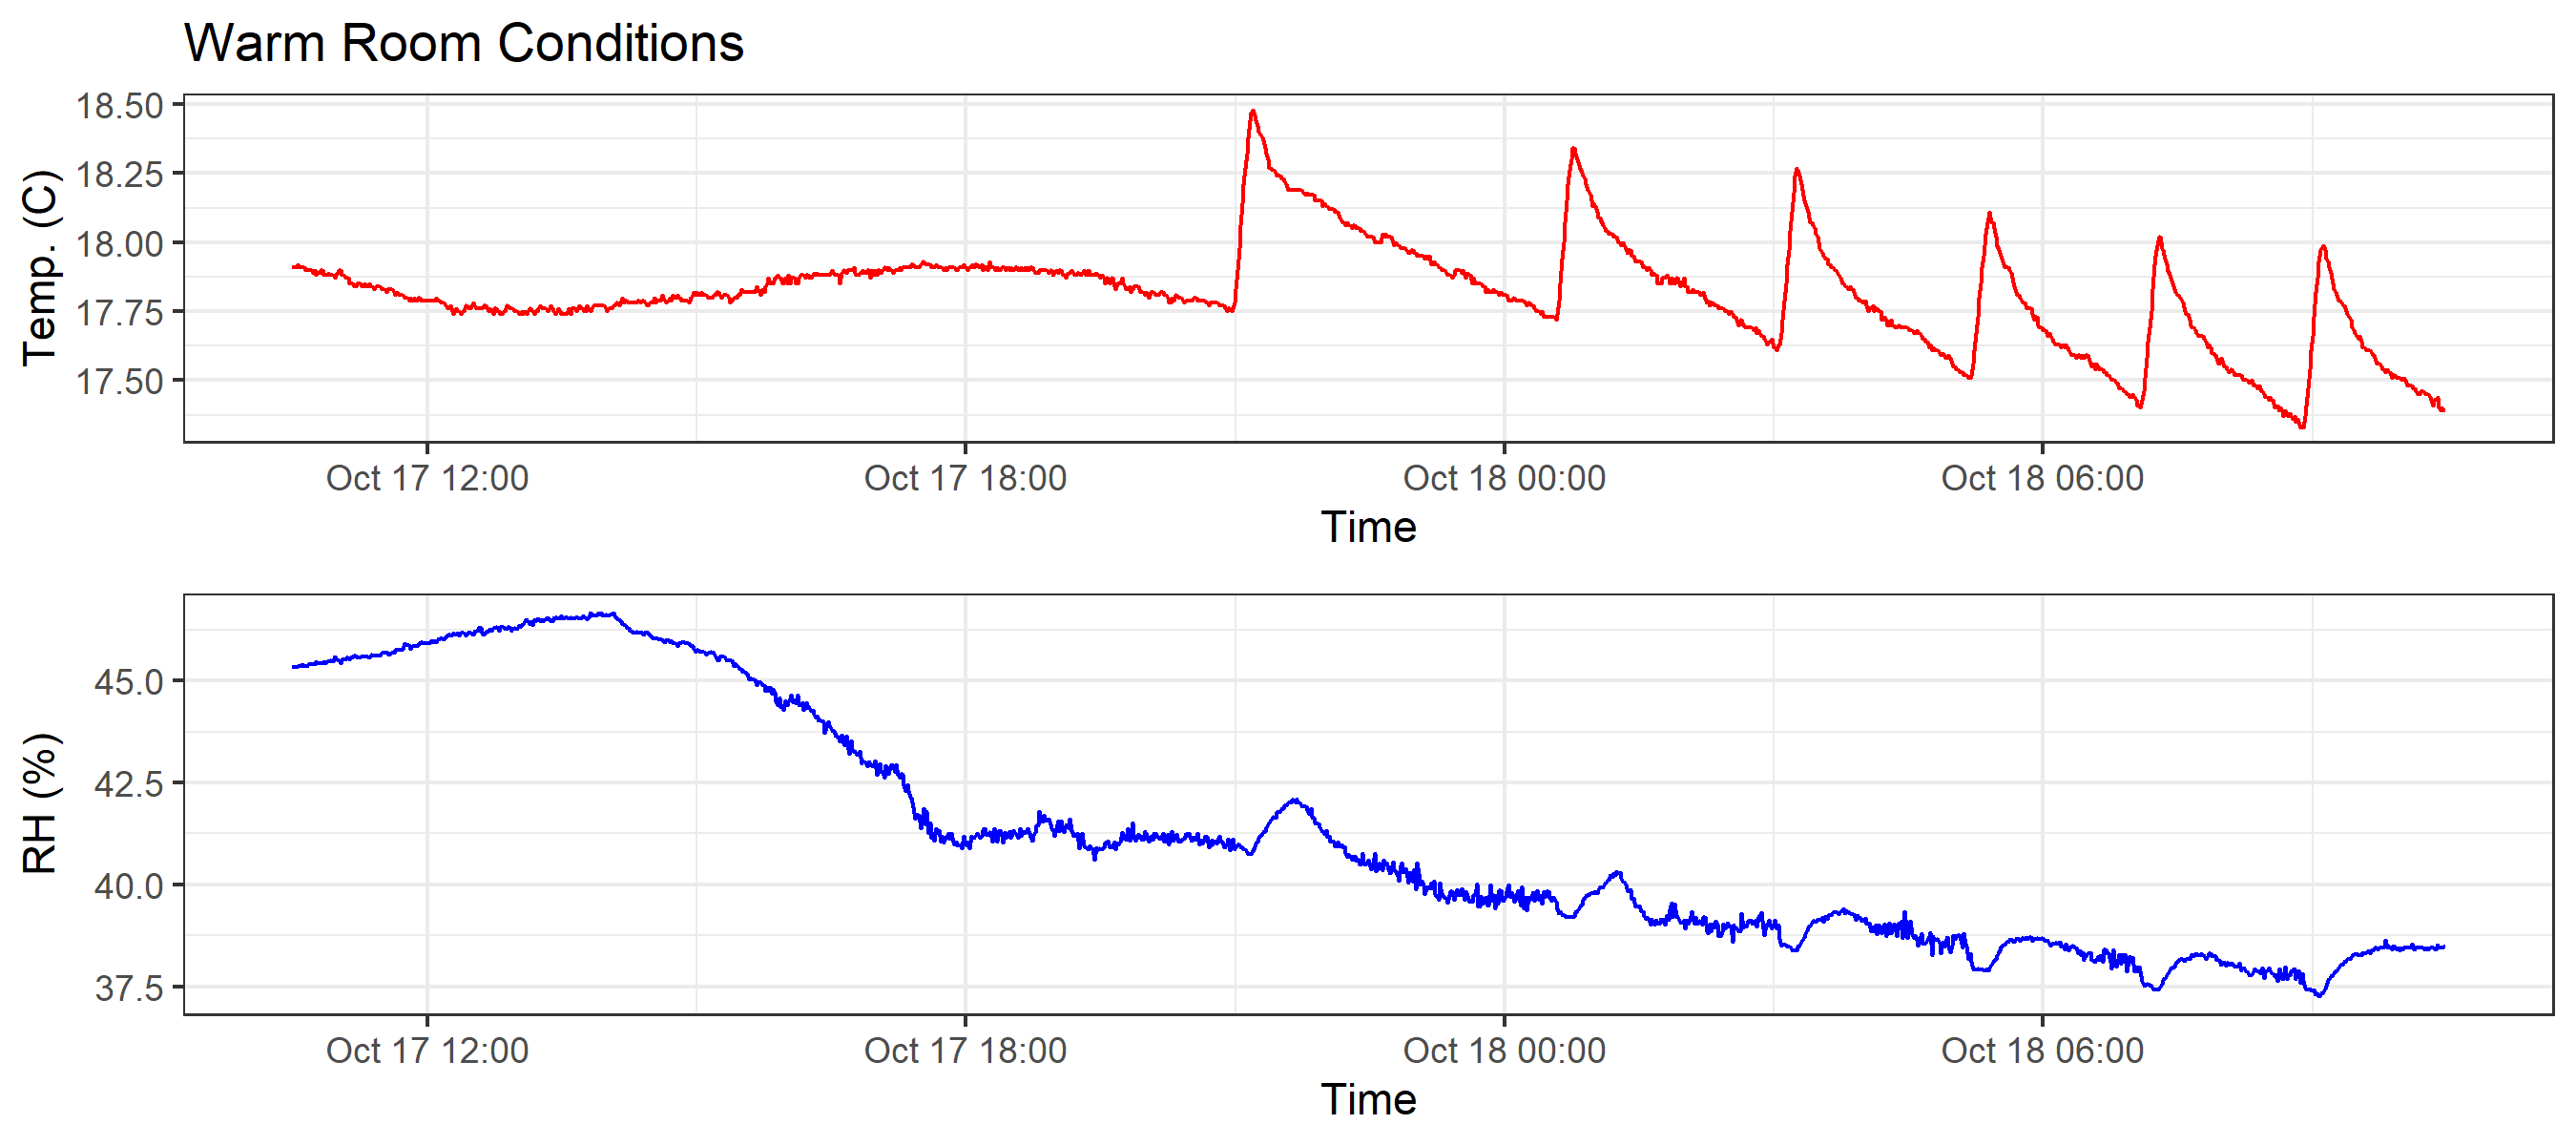 Warm Room Conditions
18.50
18.25
18.00
17.75
17.50
Temp. (C)
Oct 17 12:00 Oct 17 18:00 Oct 18 00:00 Oct 18 06:00
Time
45.0
42.5
40.0
37.5
RH (%)
Oct 17 12:00 Oct 17 18:00 Oct 18 00:00 Oct 18 06:00
Time